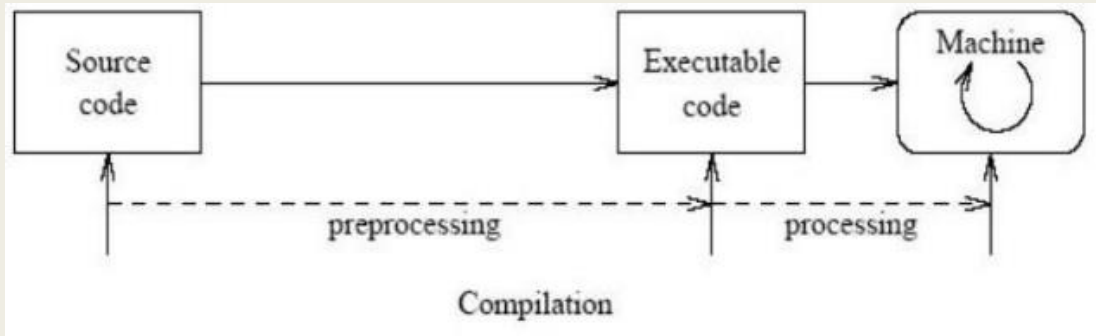 Source
code
Executable
code
Machine
preprocessing
processing
Compilation